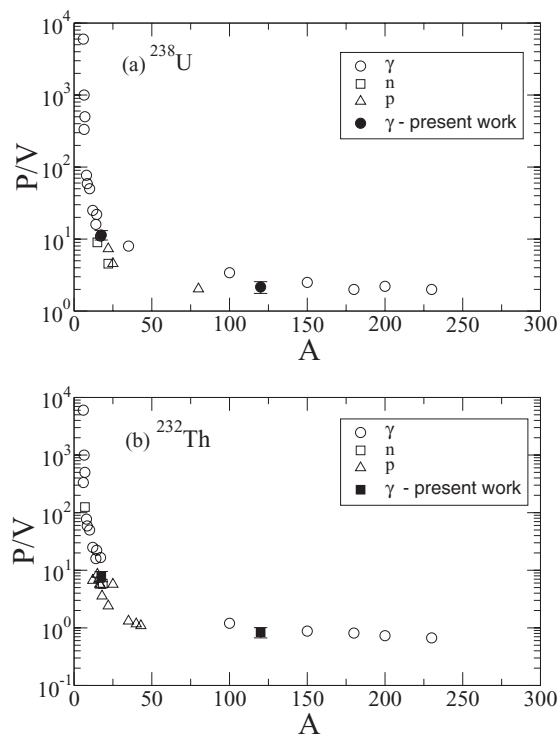 10⁴
(a) ²³⁸U
γ
n
p
γ - present work
10³
10²
10¹
10⁰
P/V
0 50 100 150 200 250 300
A
10⁴
(b) ²³²Th
γ
n
p
γ - present work
10³
10²
10¹
10⁰
10⁻¹
P/V
0 50 100 150 200 250 300
A